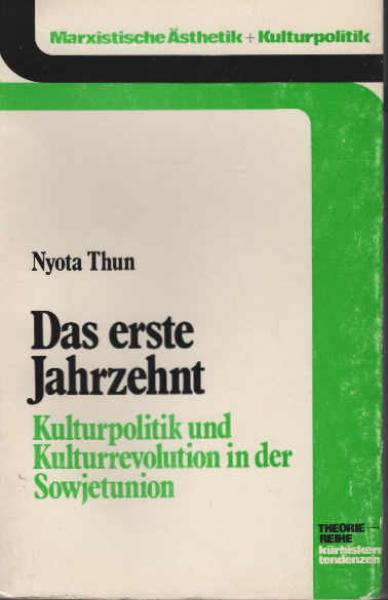 Marxistische Ästhetik+Kulturpolitik
Nyota Thun
Das erste
Jahrzehnt
Kulturpolitik und
Kulturrevolution in der
Sowjetunion
THEORIE—
REIHE
kürbiskern
tendenzen